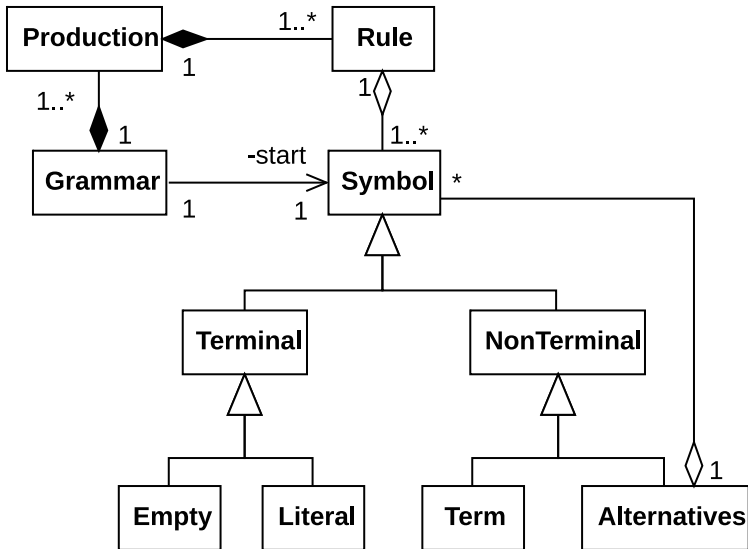 Production
1..*
Rule
1
1
1..*
1
1..*
-start
Grammar
Symbol
*
1
1
Terminal
NonTerminal
1
Empty
Literal
Term
Alternatives